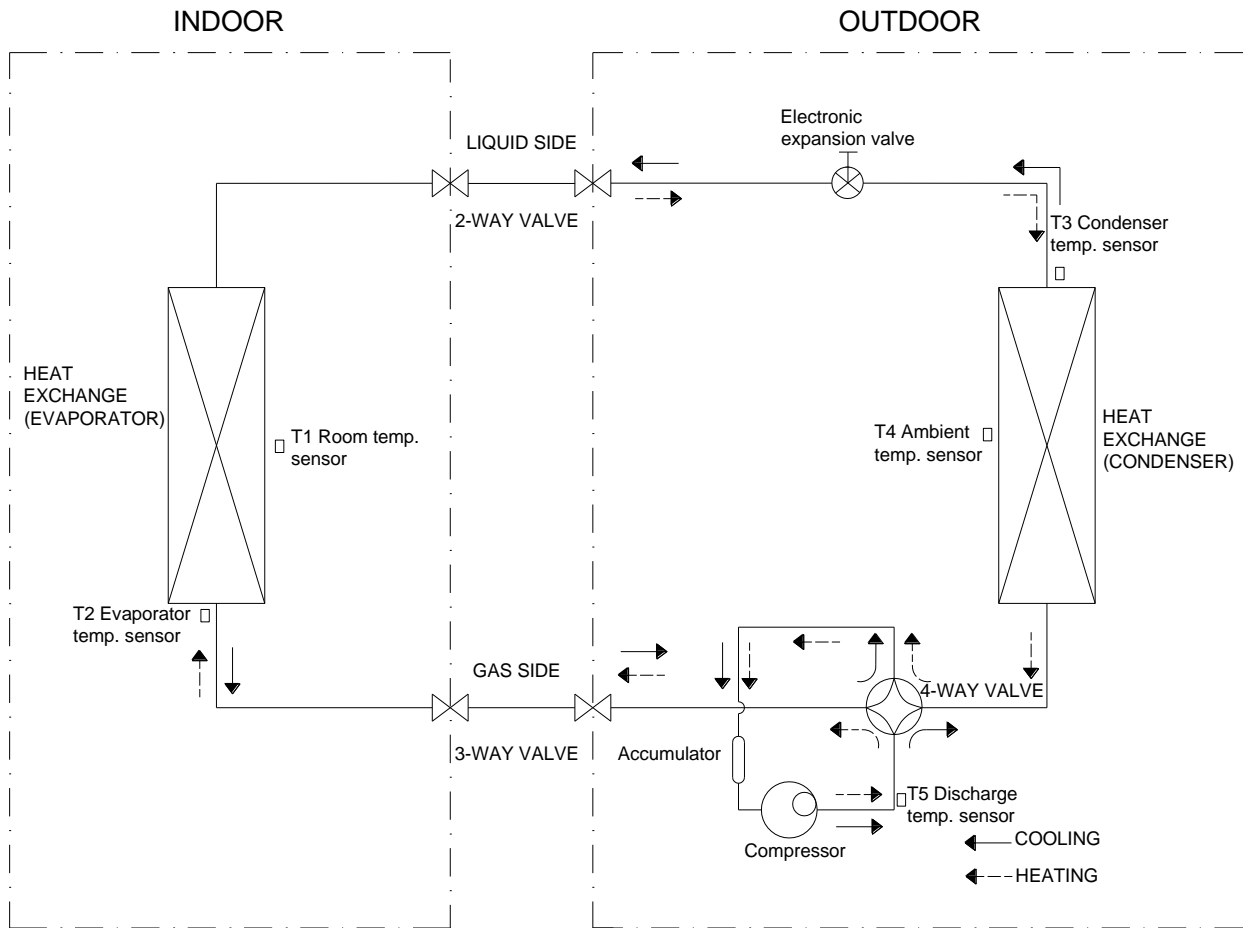 INDOOR
OUTDOOR
Electronic
expansion valve
LIQUID SIDE
2-WAY VALVE
T3 Condenser
temp. sensor
HEAT
EXCHANGE
(EVAPORATOR)
T1 Room temp.
sensor
T4 Ambient
temp. sensor
HEAT
EXCHANGE
(CONDENSER)
T2 Evaporator
temp. sensor
GAS SIDE
4-WAY VALVE
3-WAY VALVE
Accumulator
T5 Discharge
temp. sensor
Compressor
COOLING
HEATING